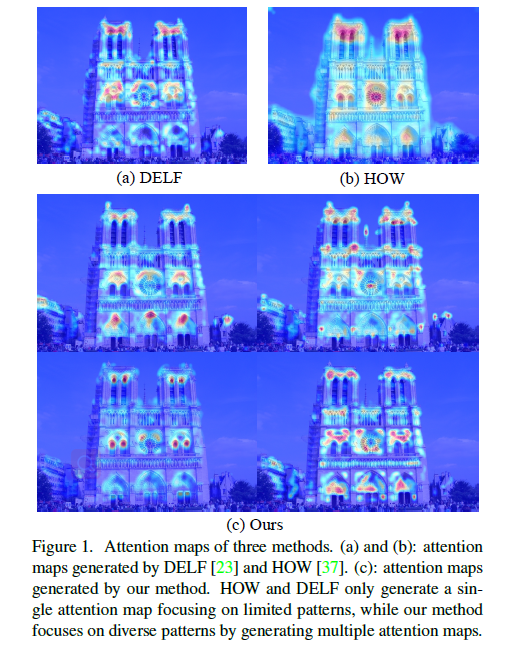 (a) DELF
(b) HOW
(c) Ours
Figure 1. Attention maps of three methods. (a) and (b): attention
maps generated by DELF [23] and HOW [37]. (c): attention maps
generated by our method. HOW and DELF only generate a sin-
gle attention map focusing on limited patterns, while our method
focuses on diverse patterns by generating multiple attention maps.